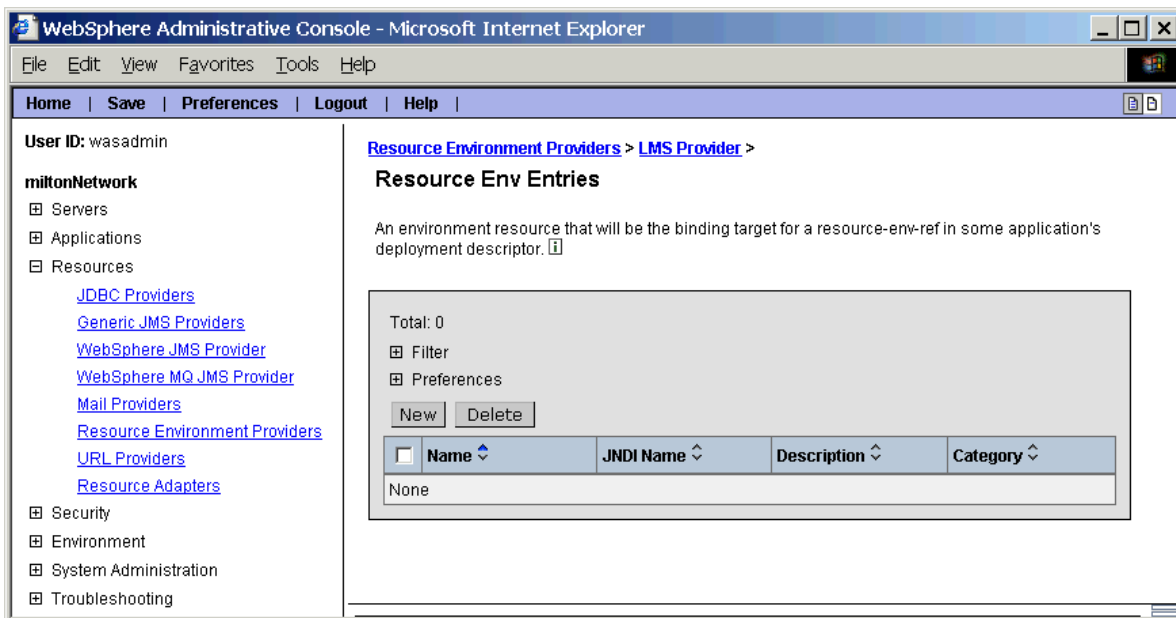 WebSphere Administrative Console - Microsoft Internet Explorer
File Edit View Favorites Tools Help
Home | Save | Preferences | Logout | Help |
User ID: wasadmin
miltonNetwork
Servers
Applications
Resources
JDBC Providers
Generic JMS Providers
WebSphere JMS Provider
WebSphere MQ JMS Provider
Mail Providers
Resource Environment Providers
URL Providers
Resource Adapters
Security
Environment
System Administration
Troubleshooting
Resource Environment Providers > LMS Provider >
Resource Env Entries
An environment resource that will be the binding target for a resource-env-ref in some application's
deployment descriptor. i
Total: 0
Filter
Preferences
New Delete
Name JNDI Name Description Category
None